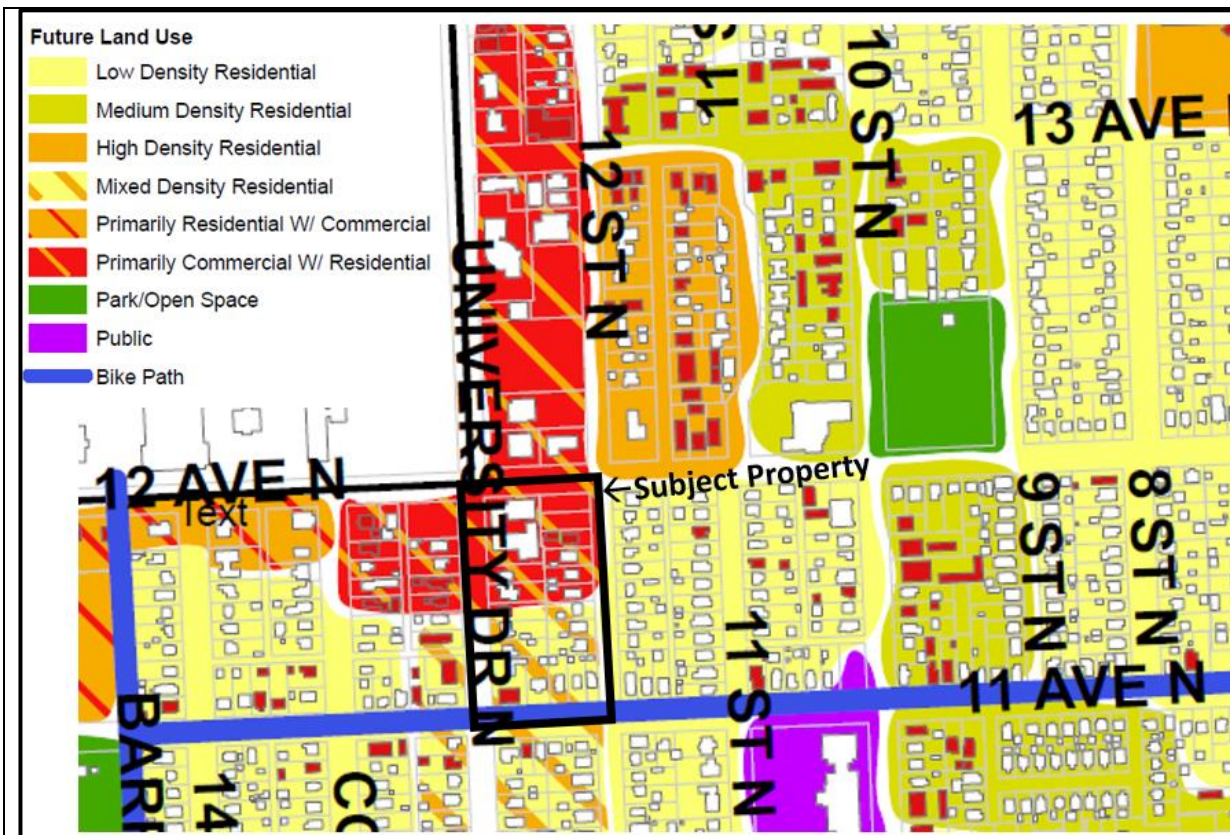 Future Land Use
Low Density Residential
Medium Density Residential
High Density Residential
Mixed Density Residential
Primarily Residential W/ Commercial
Primarily Commercial W/ Residential
Park/Open Space
Public
Bike Path
10 ST N
13 AVE
12 ST N
UNIVERSITY DR N
12 AVE N
Text
←Subject Property
9 ST N
8 ST N
11 ST N
11 AVE N
14